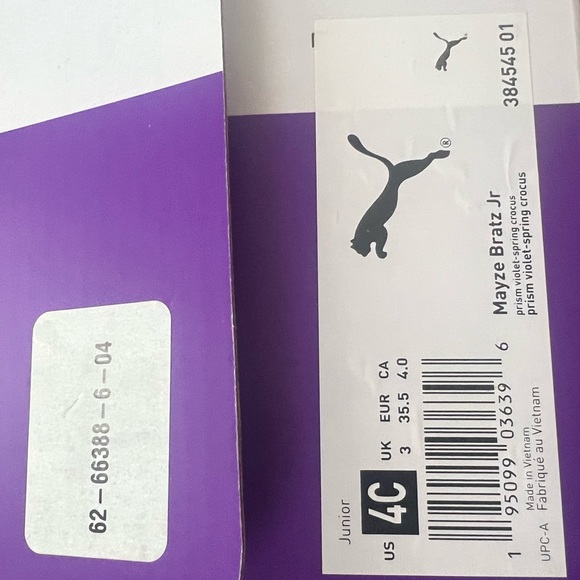 62-66388-6-04
384545 01
®
Mayze Bratz Jr
prism violet-spring crocus
prism violet-spring crocus
Junior
US 4C
UK EUR CA
3 35.5 4.0
1 95099 03639 6
Made in Vietnam
UPC-A Fabriqué au Vietnam